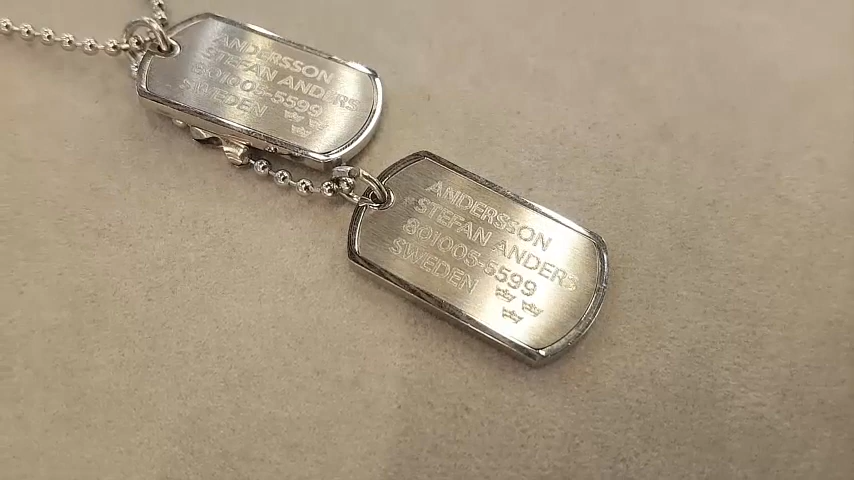 ANDERSSON
STEFAN ANDERS
801005-5599
SWEDEN
ANDERSSON
STEFAN ANDERS
801005-5599
SWEDEN